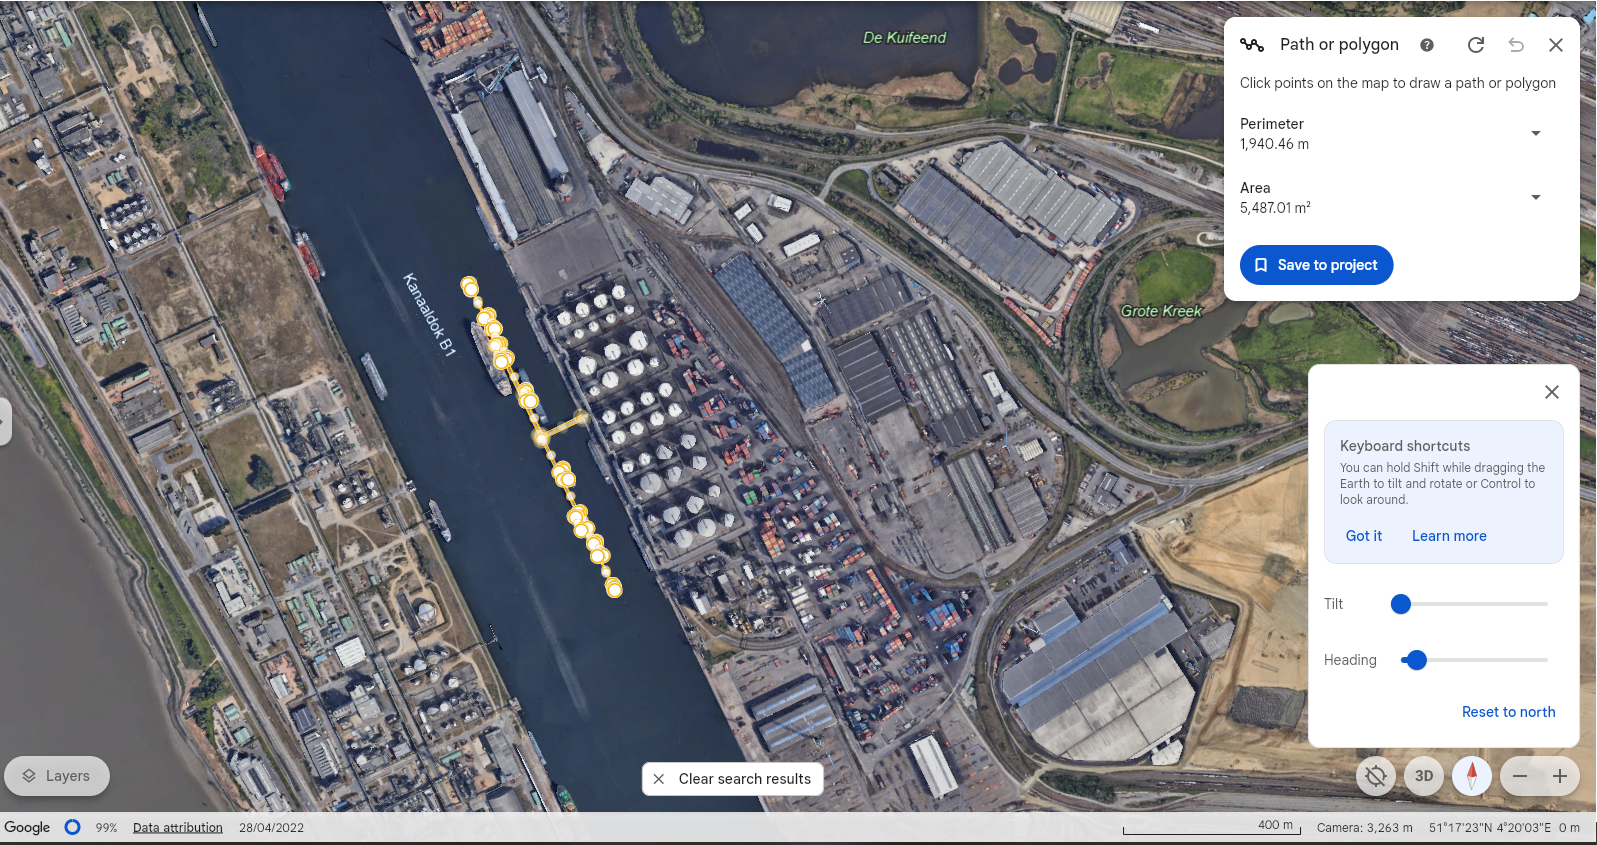 De Kuifeend
Path or polygon
Click points on the map to draw a path or polygon
Perimeter
1,940.46 m
Area
5,487.01 m²
Save to project
Kanaaldok B1
Grote Kreek
Keyboard shortcuts
You can hold Shift while dragging the
Earth to tilt and rotate or Control to
look around.
Got it Learn more
Tilt
Heading
Reset to north
Layers
Clear search results
3D
Google 99% Data attribution 28/04/2022 400 m Camera: 3,263 m 51°17'23"N 4°20'03"E 0 m